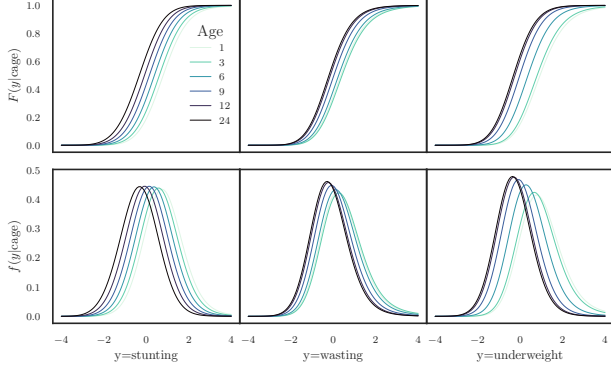 1.0
0.8
0.6
0.4
0.2
0.0
F(y|cage)
Age
1
3
6
9
12
24
0.5
0.4
0.3
0.2
0.1
0.0
f(y|cage)
−4 −2 0 2 4
−4 −2 0 2 4
−4 −2 0 2 4
y=stunting
y=wasting
y=underweight